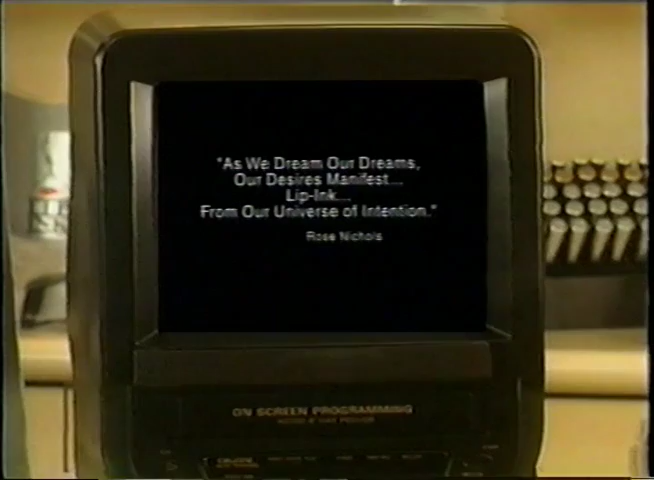 "As We Dream Our Dreams,
Our Desires Manifest...
Lip-Ink...
From Our Universe of Intention."
Rose Nichols
ON SCREEN PROGRAMMING